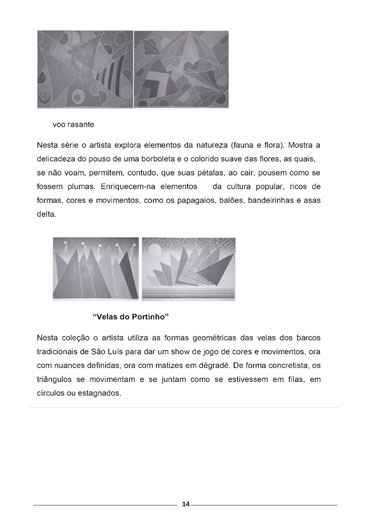 voo rasante
Nesta série o artista explora elementos da natureza (fauna e flora). Mostra a
delicadeza do pouso de uma borboleta e o colorido suave das flores, as quais,
se não voam, permitem, contudo, que suas pétalas, ao cair, pousem como se
fossem plumas. Enriquecem-na elementos da cultura popular, ricos de
formas, cores e movimentos, como os papagaios, balões, bandeirinhas e asas
delta.
“Velas do Portinho”
Nesta coleção o artista utiliza as formas geométricas das velas dos barcos
tradicionais de São Luís para dar um show de jogo de cores e movimentos, ora
com nuances definidas, ora com matizes em dégradé. De forma concretista, os
triângulos se movimentam e se juntam como se estivessem em filas, em
círculos ou estagnados.
14